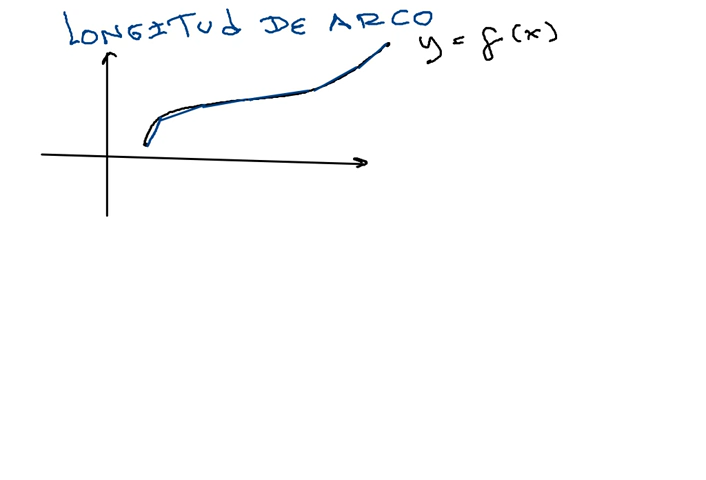 LONGITUd DE ARCO
y = f(x)